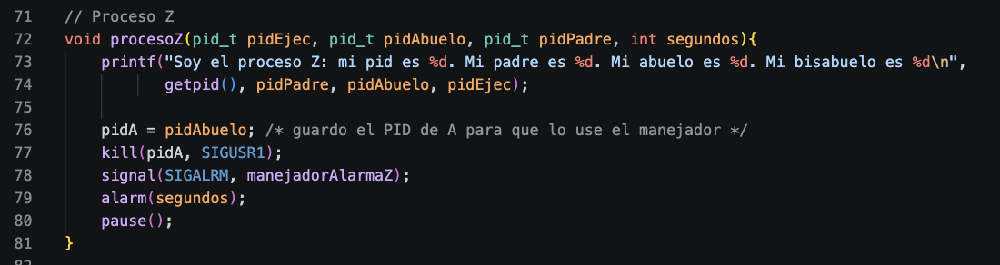 71 // Proceso Z
72 void procesoZ(pid_t pidEjec, pid_t pidAbuelo, pid_t pidPadre, int segundos){
73 printf("Soy el proceso Z: mi pid es %d. Mi padre es %d. Mi abuelo es %d. Mi bisabuelo es %d\n",
74 getpid(), pidPadre, pidAbuelo, pidEjec);
75
76 pidA = pidAbuelo; /* guardo el PID de A para que lo use el manejador */
77 kill(pidA, SIGUSR1);
78 signal(SIGALRM, manejadorAlarmaZ);
79 alarm(segundos);
80 pause();
81 }